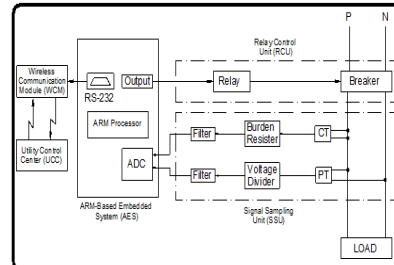 P N
Relay Control
Unit (RCU)
Wireless
Communication
Module (WCM)
RS-232
Output
Relay
Breaker
ARM Processor
Utility Control
Center (UCC)
ADC
Filter
Burden
Resister
CT
Filter
Voltage
Divider
PT
ARM-Based Embedded
System (AES)
Signal Sampling
Unit (SSU)
LOAD